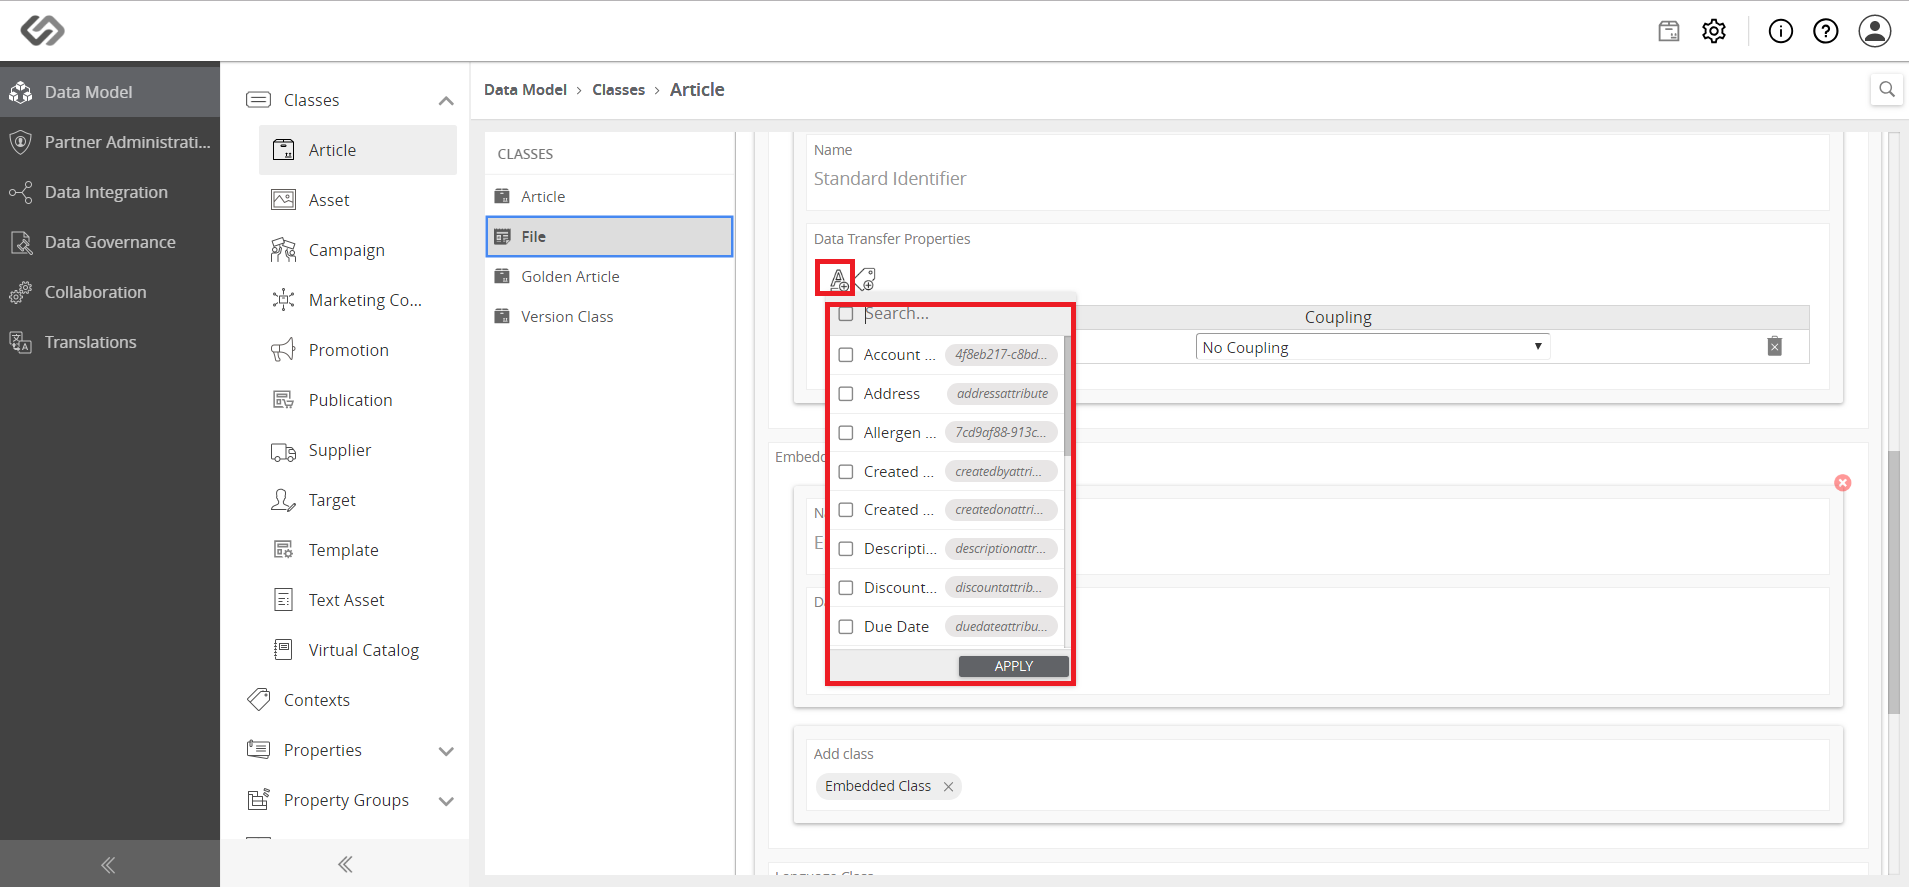 Data Model
Partner Administrati...
Data Integration
Data Governance
Collaboration
Translations
Classes
Article
Asset
Campaign
Marketing Co...
Promotion
Publication
Supplier
Target
Template
Text Asset
Virtual Catalog
Contexts
Properties
Property Groups
Data Model > Classes > Article
CLASSES
Article
File
Golden Article
Version Class
Name
Standard Identifier
Data Transfer Properties
Search...
Coupling
No Coupling
Account ... 4f8eb217-c8bd...
Address addressattribute
Allergen ... 7cd9af88-913c...
Created ... createdbyattri...
Created ... createdonattri...
Descripti... descriptionattr...
Discount... discountattrib...
Due Date duedateattribu...
APPLY
Add class
Embedded Class